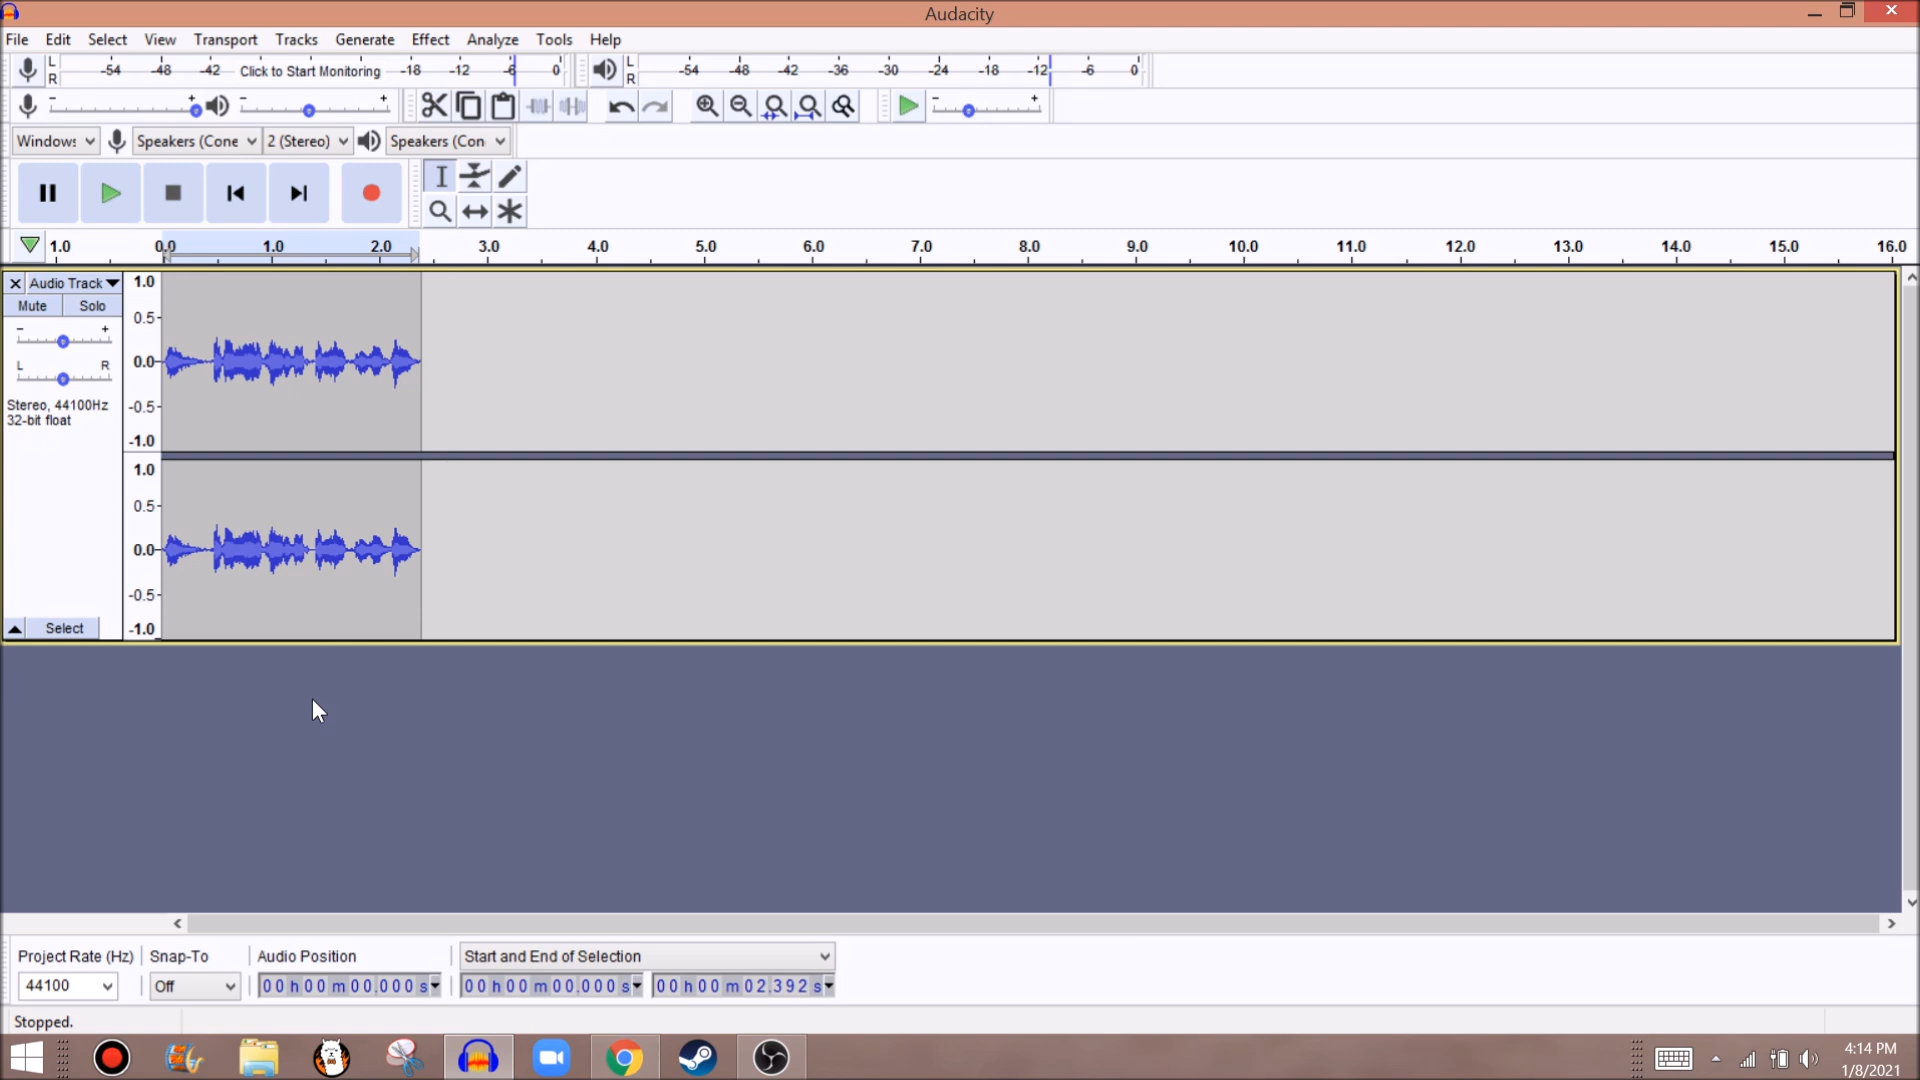 Audacity
File Edit Select View Transport Tracks Generate Effect Analyze Tools Help
L R -54 -48 -42 Click to Start Monitoring -18 -12 -6 0 L R -54 -48 -42 -36 -30 -24 -18 -12 -6 0
- + - + - +
Windows Speakers (Cone 2 (Stereo) Speakers (Con
1.0 0.0 1.0 2.0 3.0 4.0 5.0 6.0 7.0 8.0 9.0 10.0 11.0 12.0 13.0 14.0 15.0 16.0
Audio Track
Mute Solo
- +
L R
Stereo, 44100Hz
32-bit float
Select
1.0
0.5
0.0
-0.5
-1.0
1.0
0.5
0.0
-0.5
-1.0
Project Rate (Hz) Snap-To Audio Position Start and End of Selection
44100 Off 00 h 00 m 00.000 s 00 h 00 m 00.000 s 00 h 00 m 02.392 s
Stopped.
4:14 PM
1/8/2021